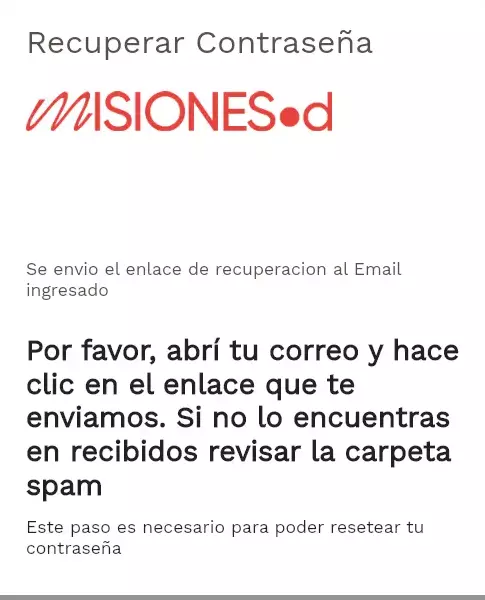 Recuperar Contraseña
MISIONES•d
Se envio el enlace de recuperacion al Email
ingresado
Por favor, abrí tu correo y hace
clic en el enlace que te
enviamos. Si no lo encuentras
en recibidos revisar la carpeta
spam
Este paso es necesario para poder resetear tu
contraseña